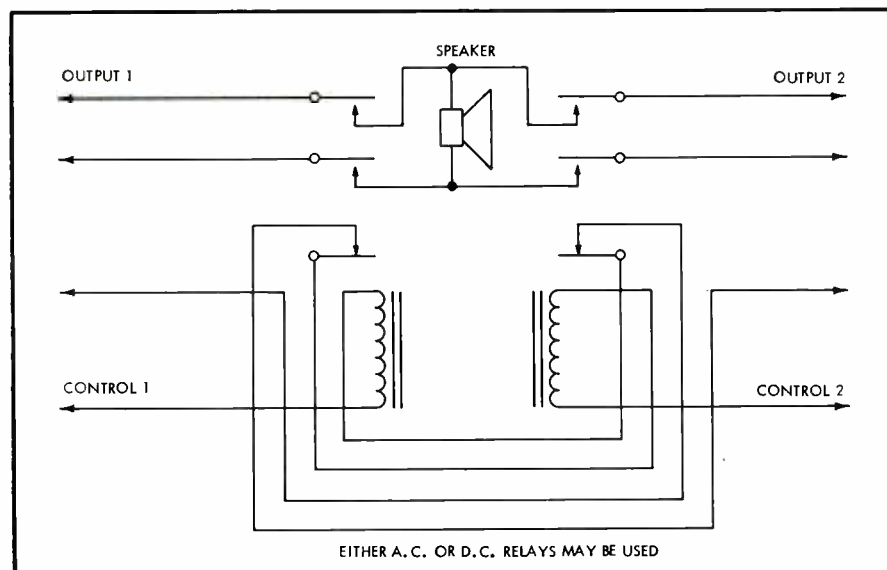 SPEAKER
OUTPUT 1
OUTPUT 2
CONTROL 1
CONTROL 2
EITHER A.C. OR D.C. RELAYS MAY BE USED